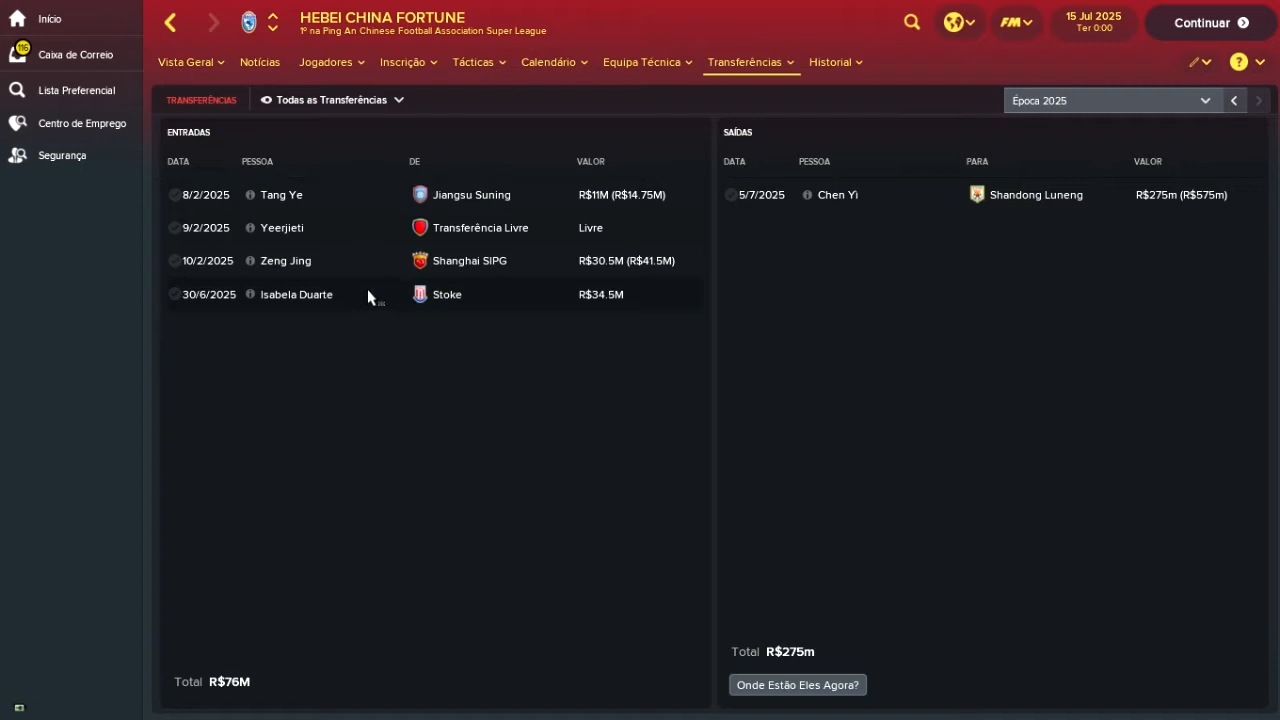 Início
116
Caixa de Correio
Lista Preferencial
Centro de Emprego
Segurança
HEBEI CHINA FORTUNE
1º na Ping An Chinese Football Association Super League
FM
15 Jul 2025
Ter 0:00
Continuar
Vista Geral
Notícias
Jogadores
Inscrição
Tácticas
Calendário
Equipa Técnica
Transferências
Historial
?
TRANSFERÊNCIAS
Todas as Transferências
Época 2025
ENTRADAS
DATA PESSOA DE VALOR
8/2/2025 Tang Ye Jiangsu Suning R$11M (R$14.75M)
9/2/2025 Yeerjieti Transferência Livre Livre
10/2/2025 Zeng Jing Shanghai SIPG R$30.5M (R$41.5M)
30/6/2025 Isabela Duarte Stoke R$34.5M
Total R$76M
SAÍDAS
DATA PESSOA PARA VALOR
5/7/2025 Chen Yi Shandong Luneng R$275m (R$575m)
Total R$275m
Onde Estão Eles Agora?